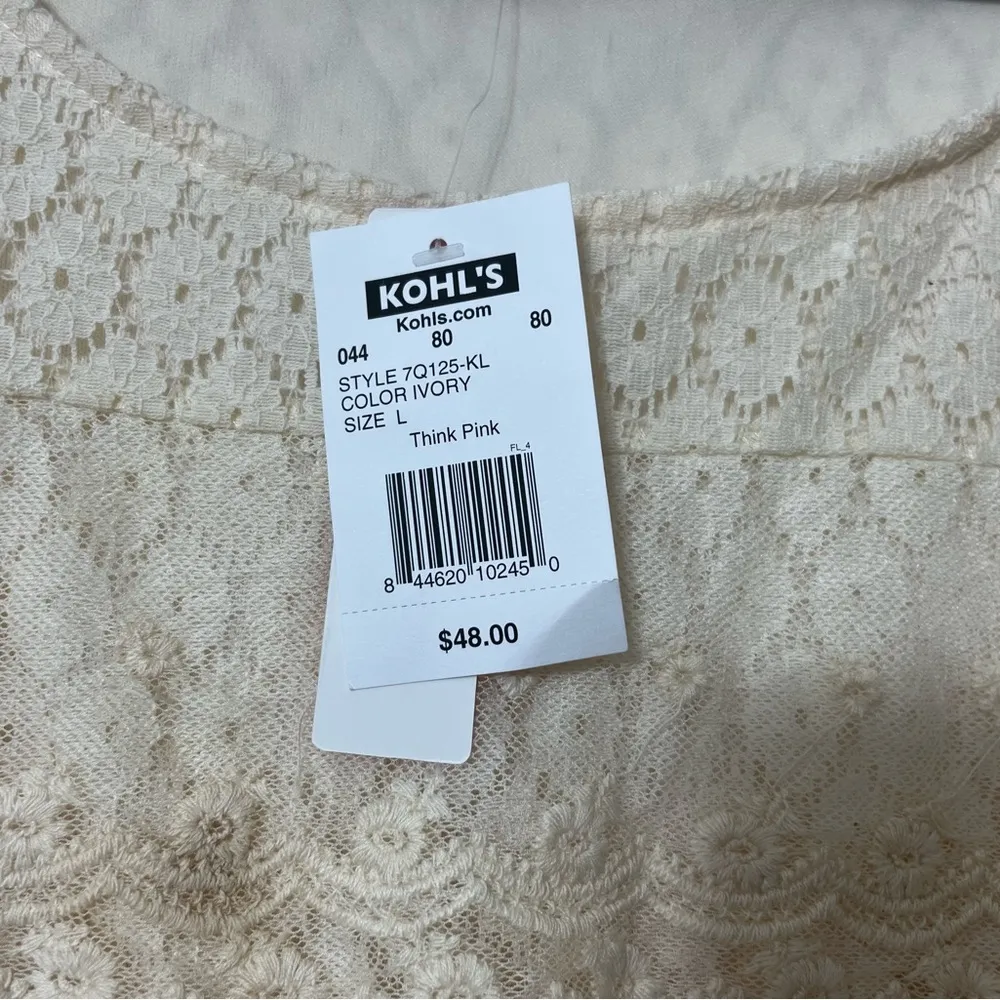 KOHL'S
Kohls.com
044 80 80
STYLE 7Q125-KL
COLOR IVORY
SIZE L
Think Pink
FL_4
8 44620 10245 0
$48.00